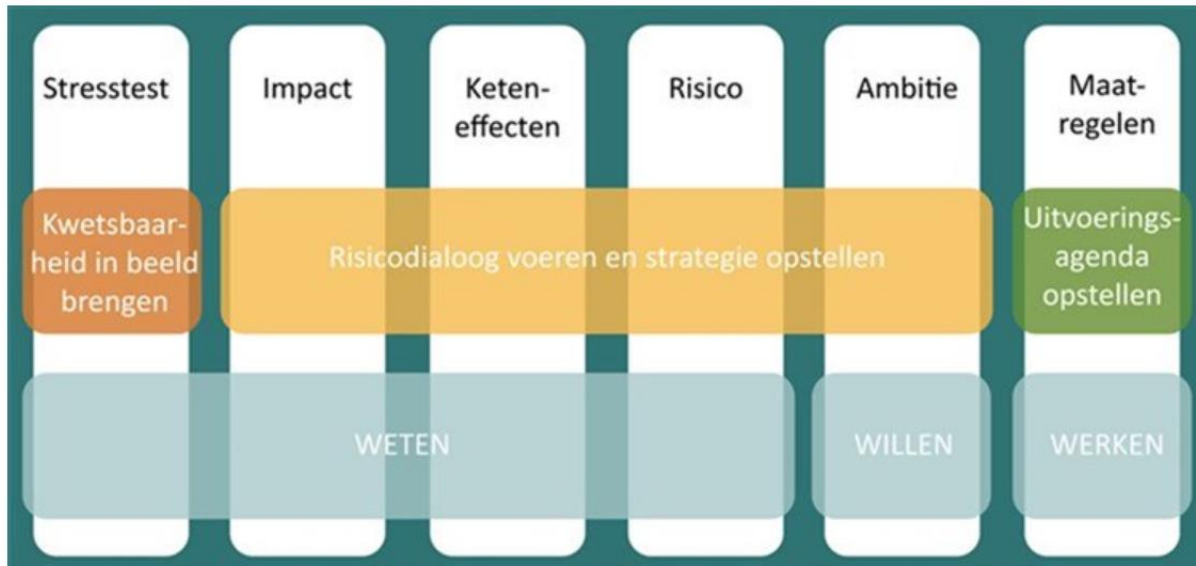 Stresstest
Impact
Keten-
effecten
Risico
Ambitie
Maat-
regelen
Kwetsbaar-
heid in beeld
brengen
Risicodialoog voeren en strategie opstellen
Uitvoerings-
agenda
opstellen
WETEN
WILLEN
WERKEN